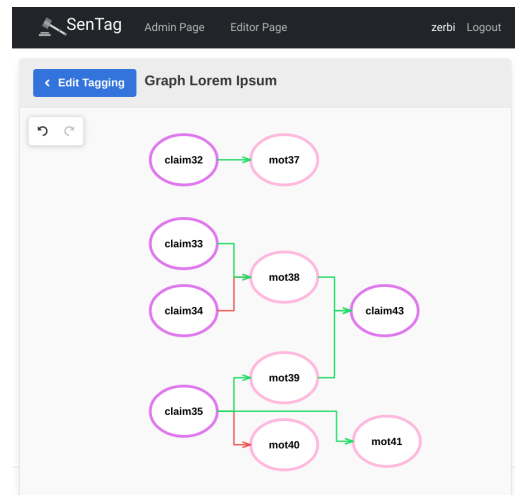 SenTag Admin Page Editor Page zerbi Logout
Edit Tagging Graph Lorem Ipsum
claim32 mot37
claim33
mot38
claim34 claim43
mot39
claim35
mot40 mot41